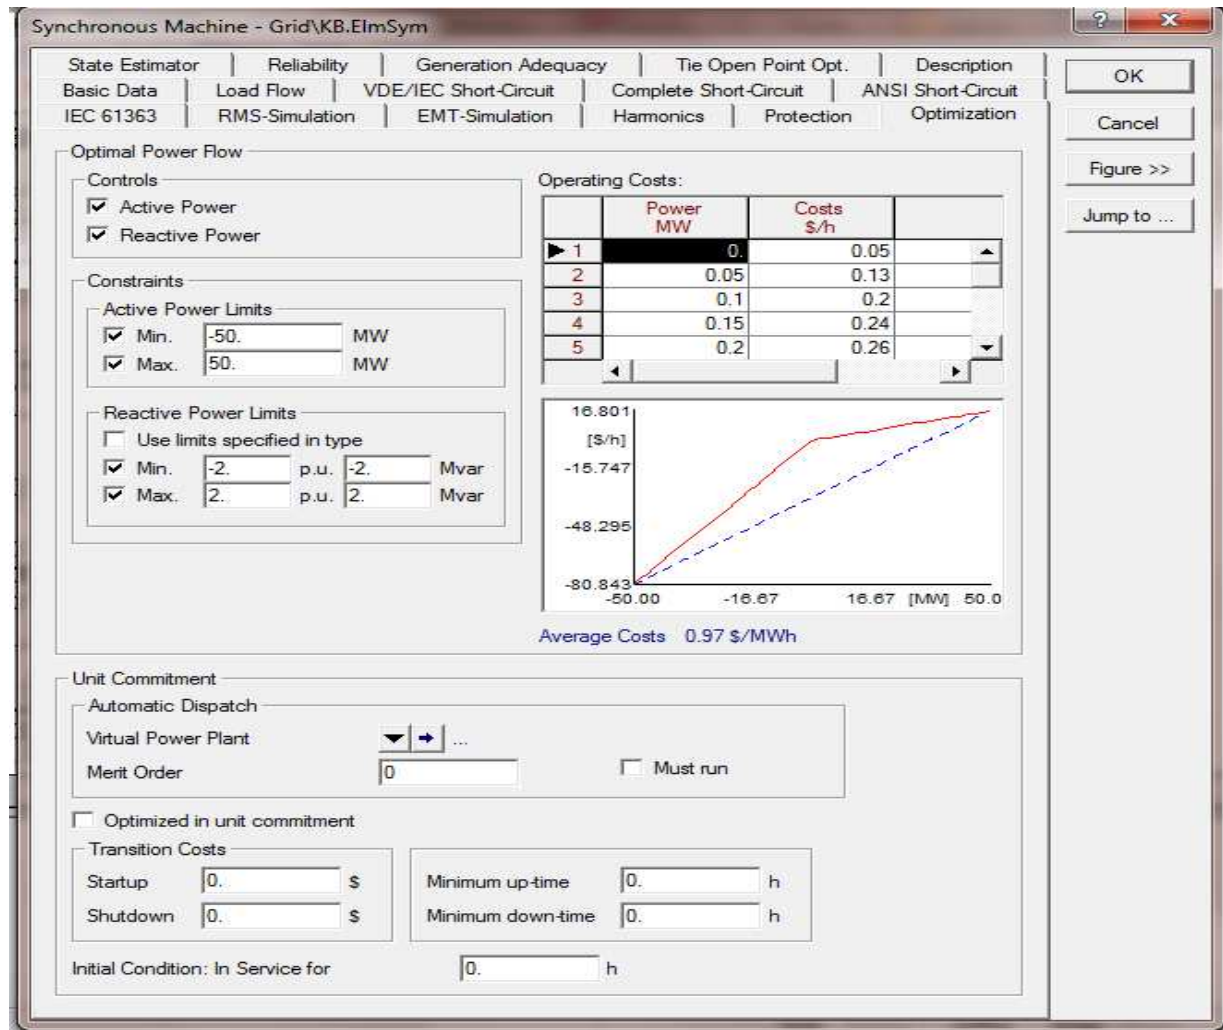 Synchronous Machine - Grid\KB.ElmSym
? X
State Estimator Reliability Generation Adequacy Tie Open Point Opt. Description
Basic Data Load Flow VDE/IEC Short-Circuit Complete Short-Circuit ANSI Short-Circuit
IEC 61363 RMS-Simulation EMT-Simulation Harmonics Protection Optimization
OK
Cancel
Figure >>
Jump to ...
Optimal Power Flow
Controls
Active Power
Reactive Power
Constraints
Active Power Limits
Min. -50. MW
Max. 50. MW
Reactive Power Limits
Use limits specified in type
Min. -2. p.u. -2. Mvar
Max. 2. p.u. 2. Mvar
Operating Costs:
Power Costs
MW $/h
1 0. 0.05
2 0.05 0.13
3 0.1 0.2
4 0.15 0.24
5 0.2 0.26
16.801
[$/h]
-15.747
-48.295
-80.843
-50.00 -16.67 16.67 [MW] 50.0
Average Costs 0.97 $/MWh
Unit Commitment
Automatic Dispatch
Virtual Power Plant ...
Merit Order 0 Must run
Optimized in unit commitment
Transition Costs
Startup 0. $ Minimum up-time 0. h
Shutdown 0. $ Minimum down-time 0. h
Initial Condition: In Service for 0. h